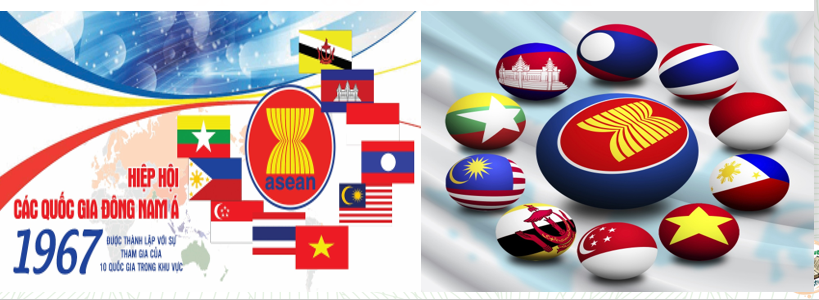 HIỆP HỘI
CÁC QUỐC GIA ĐÔNG NAM Á
1967
ĐƯỢC THÀNH LẬP VỚI SỰ
THAM GIA CỦA
10 QUỐC GIA TRONG KHU VỰC
asean